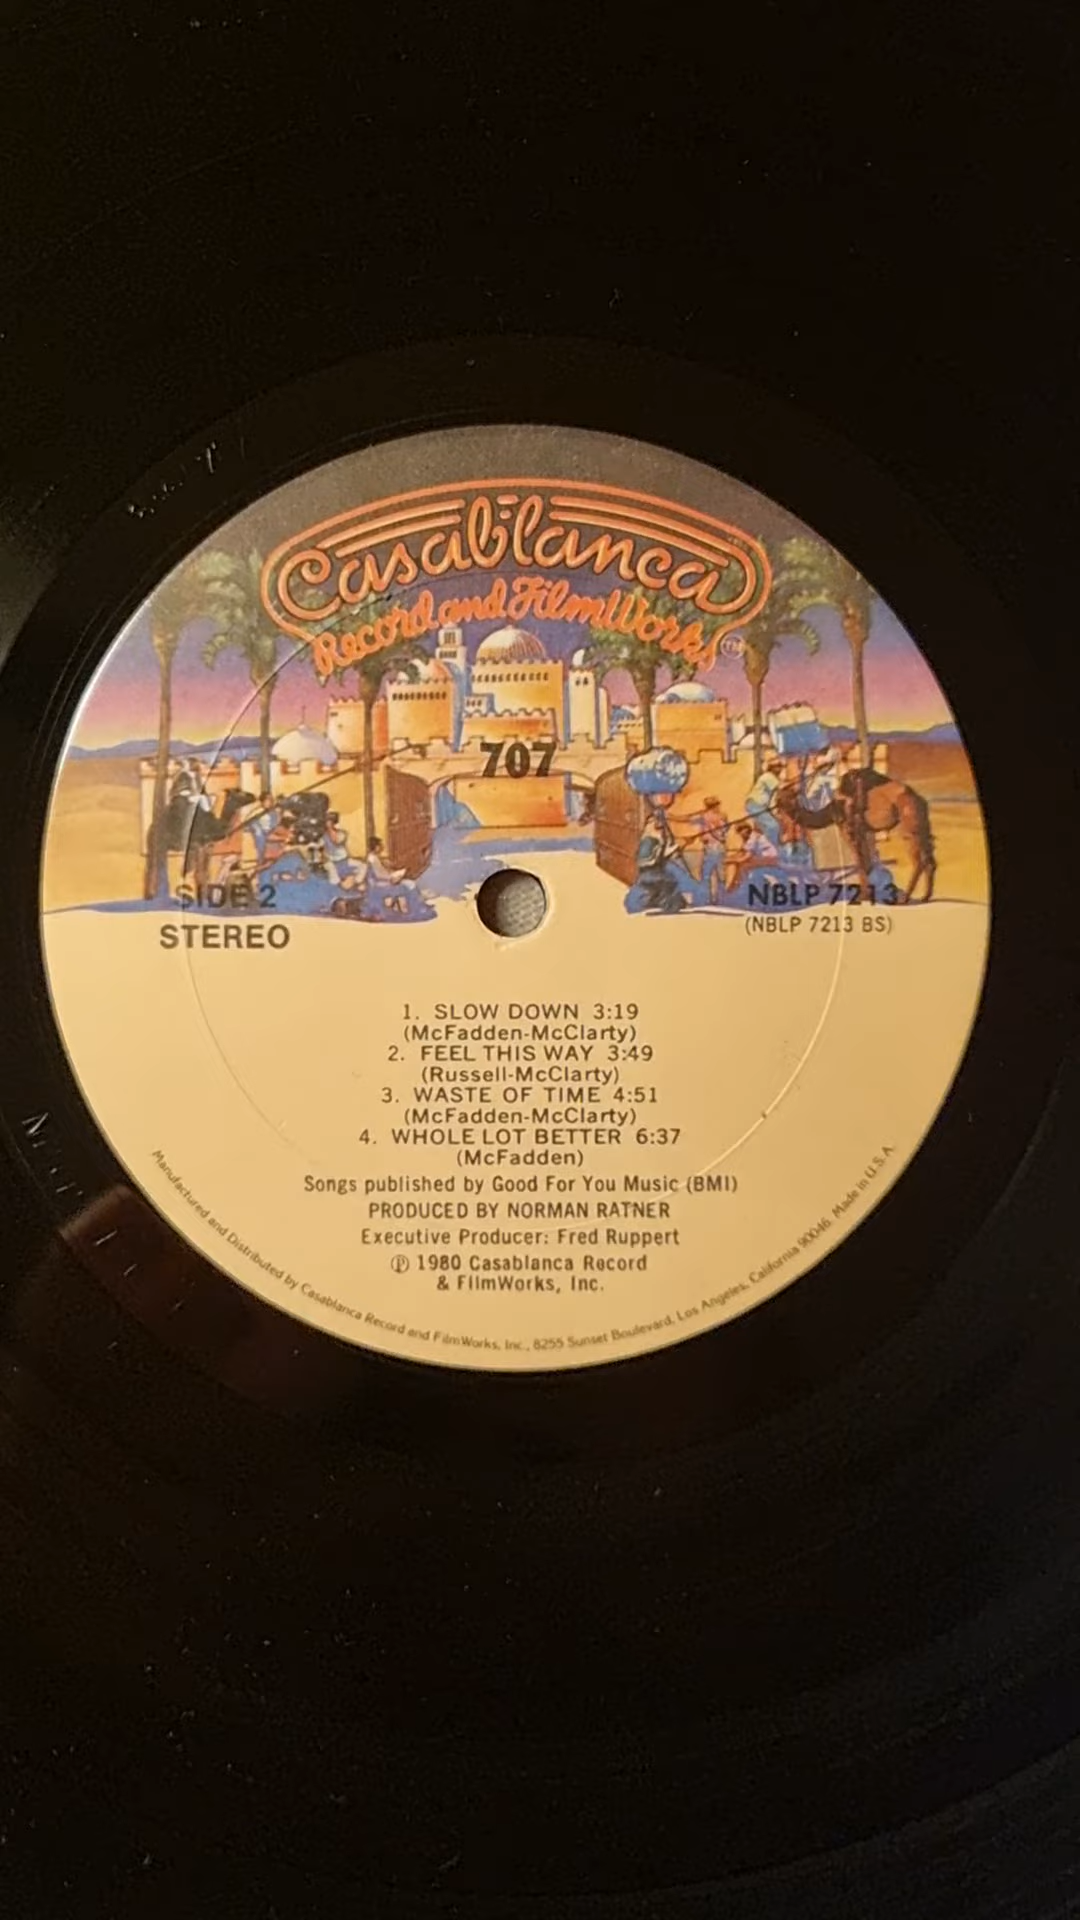 Casablanca
Record and FilmWorks TM
707
SIDE 2
STEREO
NBLP 7213
(NBLP 7213 BS)
1. SLOW DOWN 3:19
(McFadden-McClarty)
2. FEEL THIS WAY 3:49
(Russell-McClarty)
3. WASTE OF TIME 4:51
(McFadden-McClarty)
4. WHOLE LOT BETTER 6:37
(McFadden)
Songs published by Good For You Music (BMI)
PRODUCED BY NORMAN RATNER
Executive Producer: Fred Ruppert
℗ 1980 Casablanca Record
& FilmWorks, Inc.
Manufactured and Distributed by Casablanca Record and FilmWorks, Inc., 8255 Sunset Boulevard, Los Angeles, California 90046. Made in U.S.A.